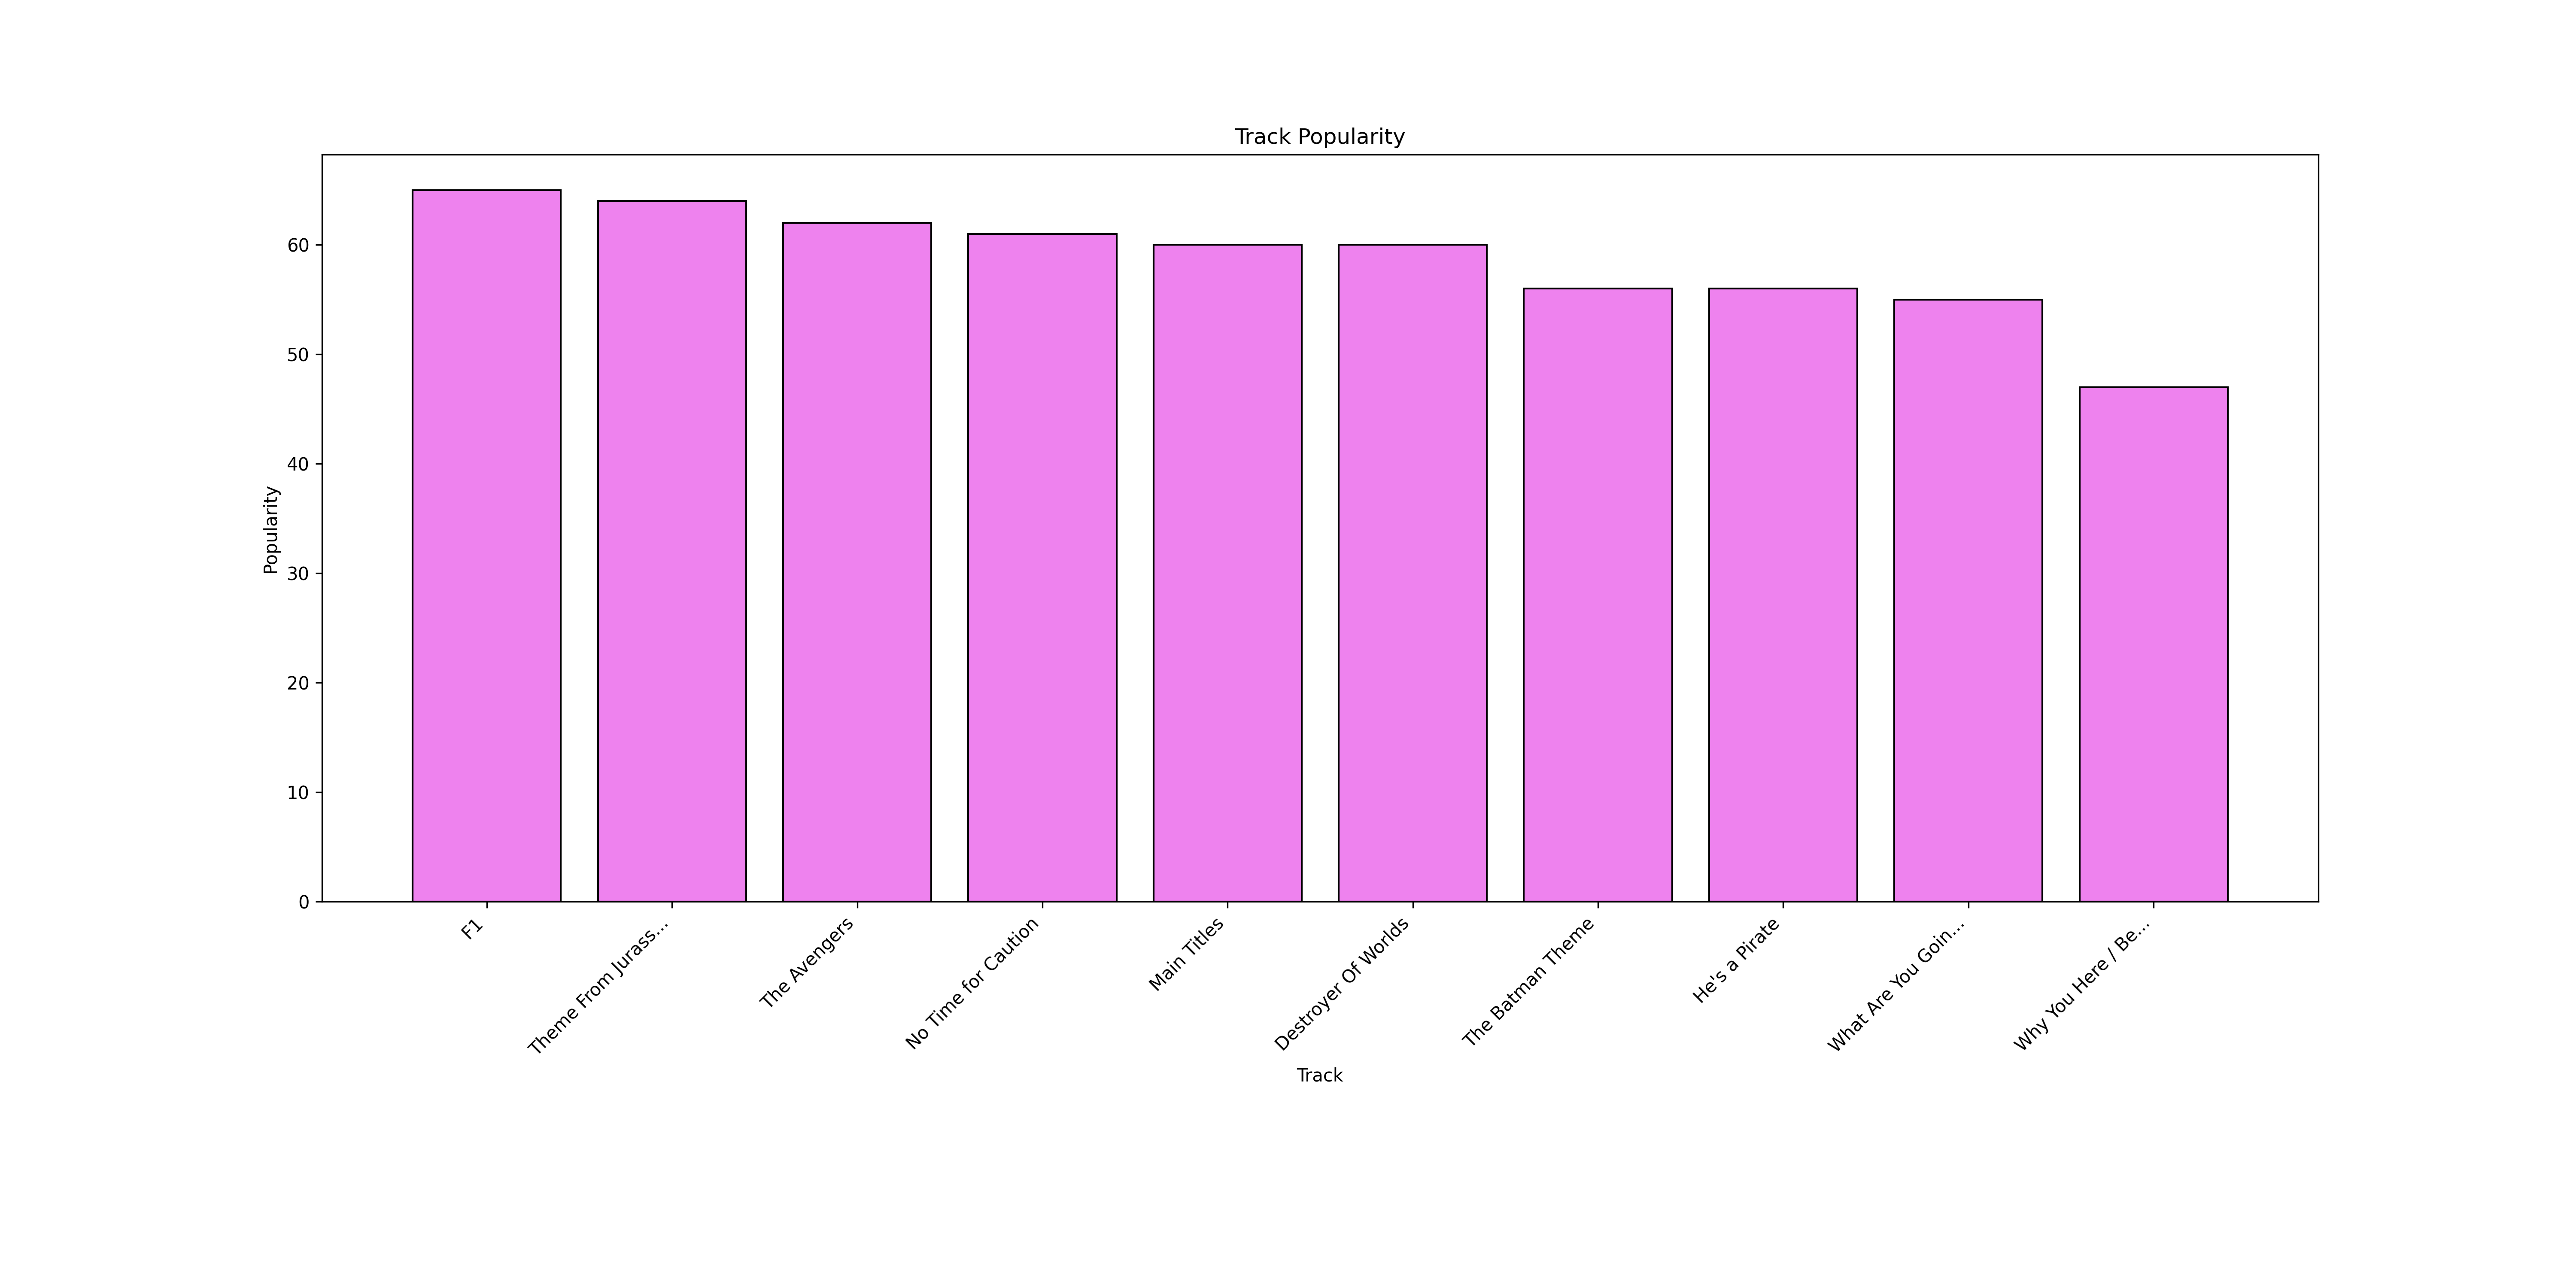 Track Popularity
Popularity
60
50
40
30
20
10
0
F1
Theme From Jurass...
The Avengers
No Time for Caution
Main Titles
Destroyer Of Worlds
The Batman Theme
He's a Pirate
What Are You Goin...
Why You Here / Be...
Track